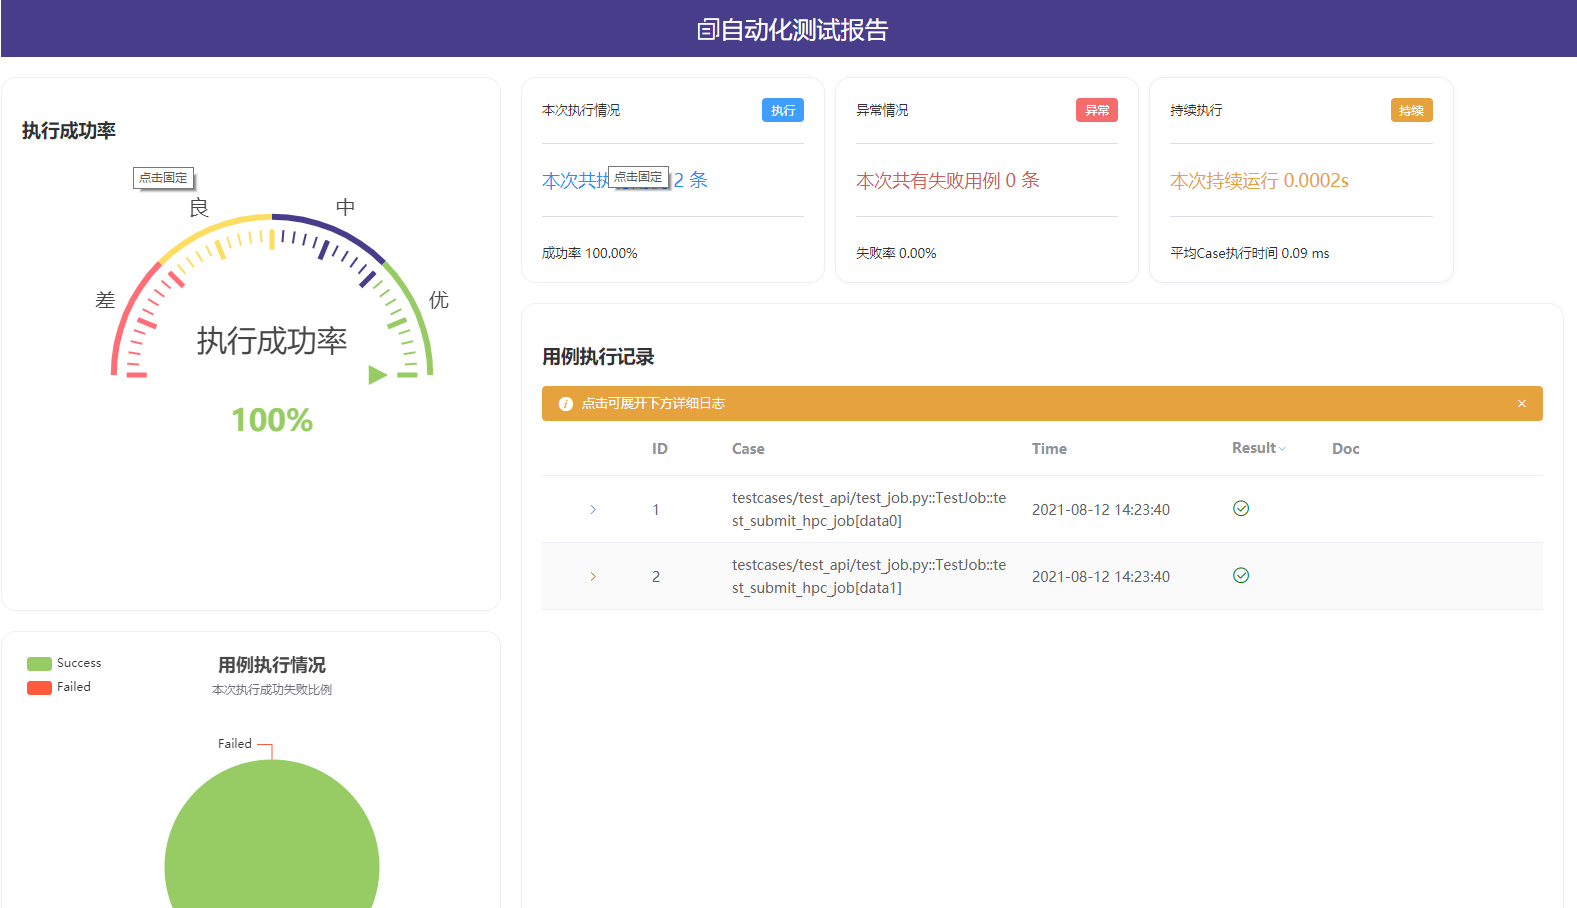 自动化测试报告
执行成功率
点击固定
良
中
差
优
执行成功率
100%
本次执行情况
执行
本次共执
点击固定
2 条
成功率 100.00%
异常情况
异常
本次共有失败用例 0 条
失败率 0.00%
持续执行
持续
本次持续运行 0.0002s
平均Case执行时间 0.09 ms
用例执行记录
点击可展开下方详细日志
ID Case Time Result Doc
1 testcases/test_api/test_job.py::TestJob::te
st_submit_hpc_job[data0] 2021-08-12 14:23:40
2 testcases/test_api/test_job.py::TestJob::te
st_submit_hpc_job[data1] 2021-08-12 14:23:40
Success
Failed
用例执行情况
本次执行成功失败比例
Failed